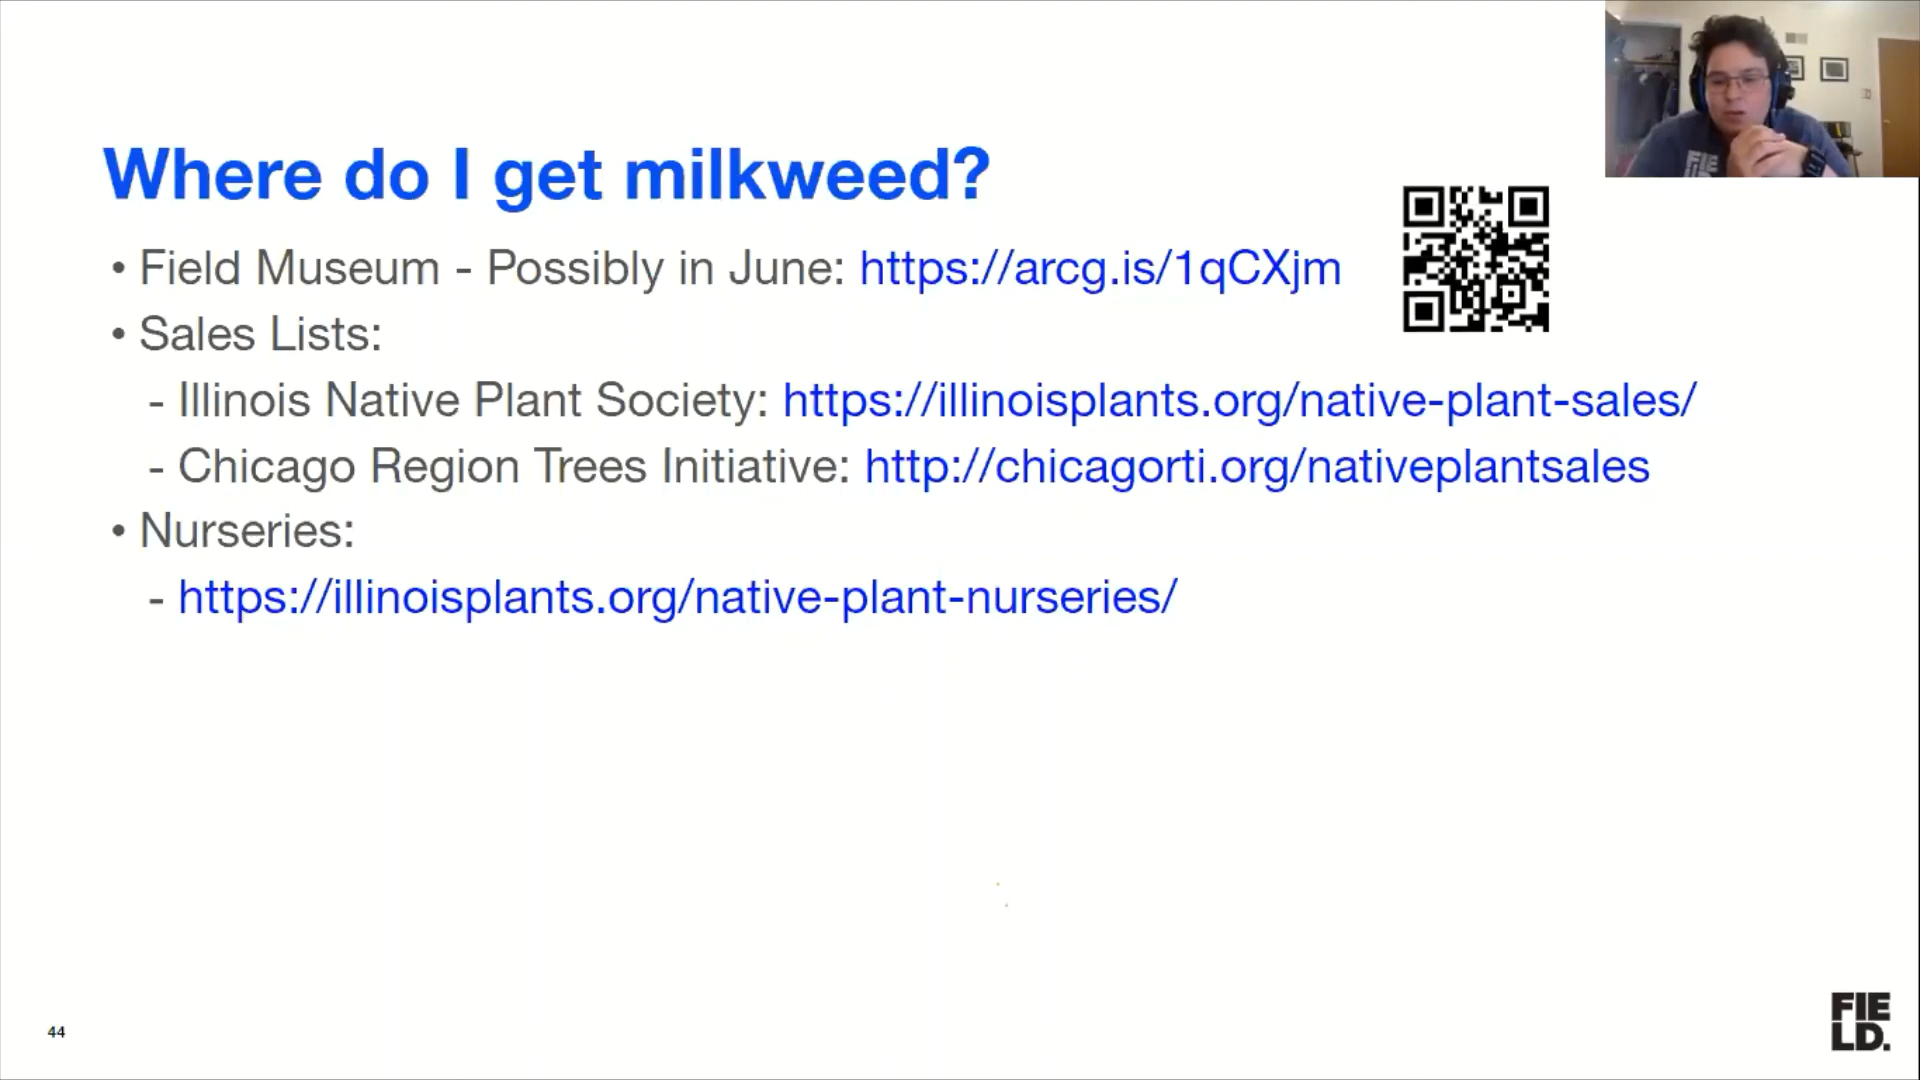 Where do I get milkweed?
• Field Museum - Possibly in June: https://arcg.is/1qCXjm
• Sales Lists:
- Illinois Native Plant Society: https://illinoisplants.org/native-plant-sales/
- Chicago Region Trees Initiative: http://chicagorti.org/nativeplantsales
• Nurseries:
- https://illinoisplants.org/native-plant-nurseries/
FIE
44
FIE
LD.